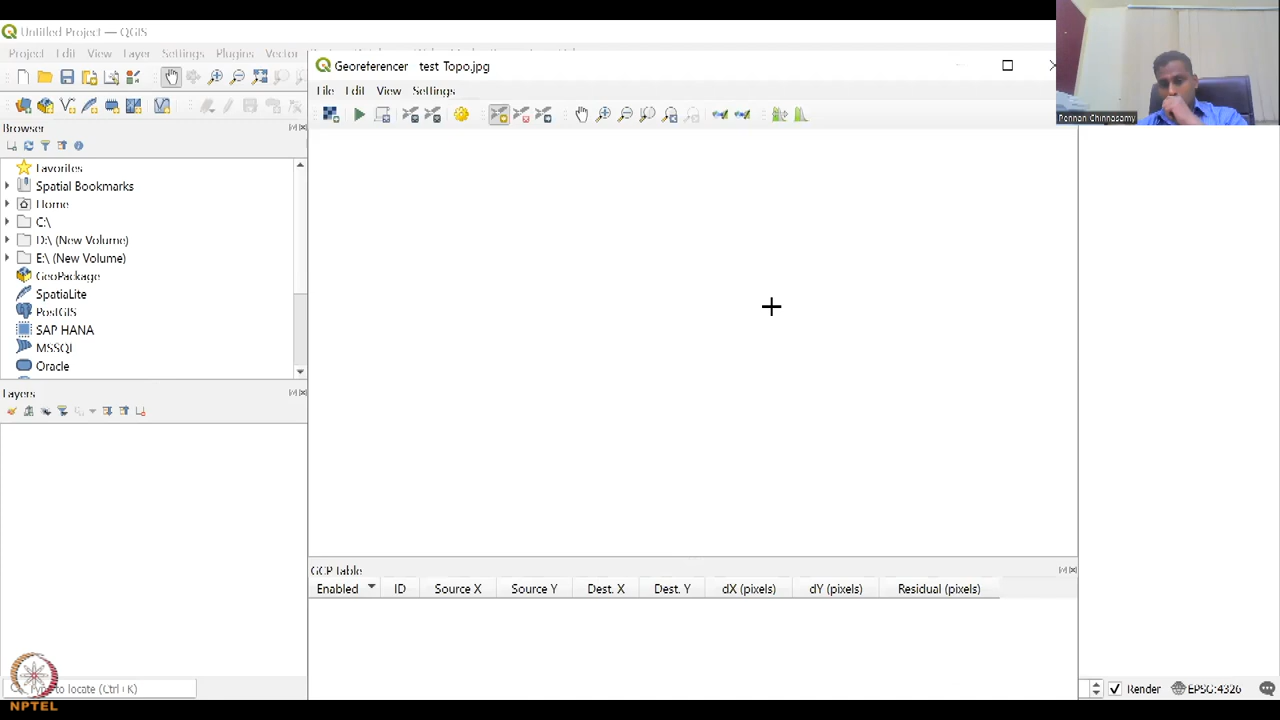 Untitled Project — QGIS
Project Edit View Layer Settings Plugins Vector
Georeferencer test Topo.jpg
File Edit View Settings
Browser
Favorites
Spatial Bookmarks
Home
C:\
D:\ (New Volume)
E:\ (New Volume)
GeoPackage
SpatiaLite
PostGIS
SAP HANA
MSSQL
Oracle
Layers
GCP table
Enabled ID Source X Source Y Dest. X Dest. Y dX (pixels) dY (pixels) Residual (pixels)
Type to locate (Ctrl+K)
Render EPSG:4326
NPTEL
Pennan Chinnasamy